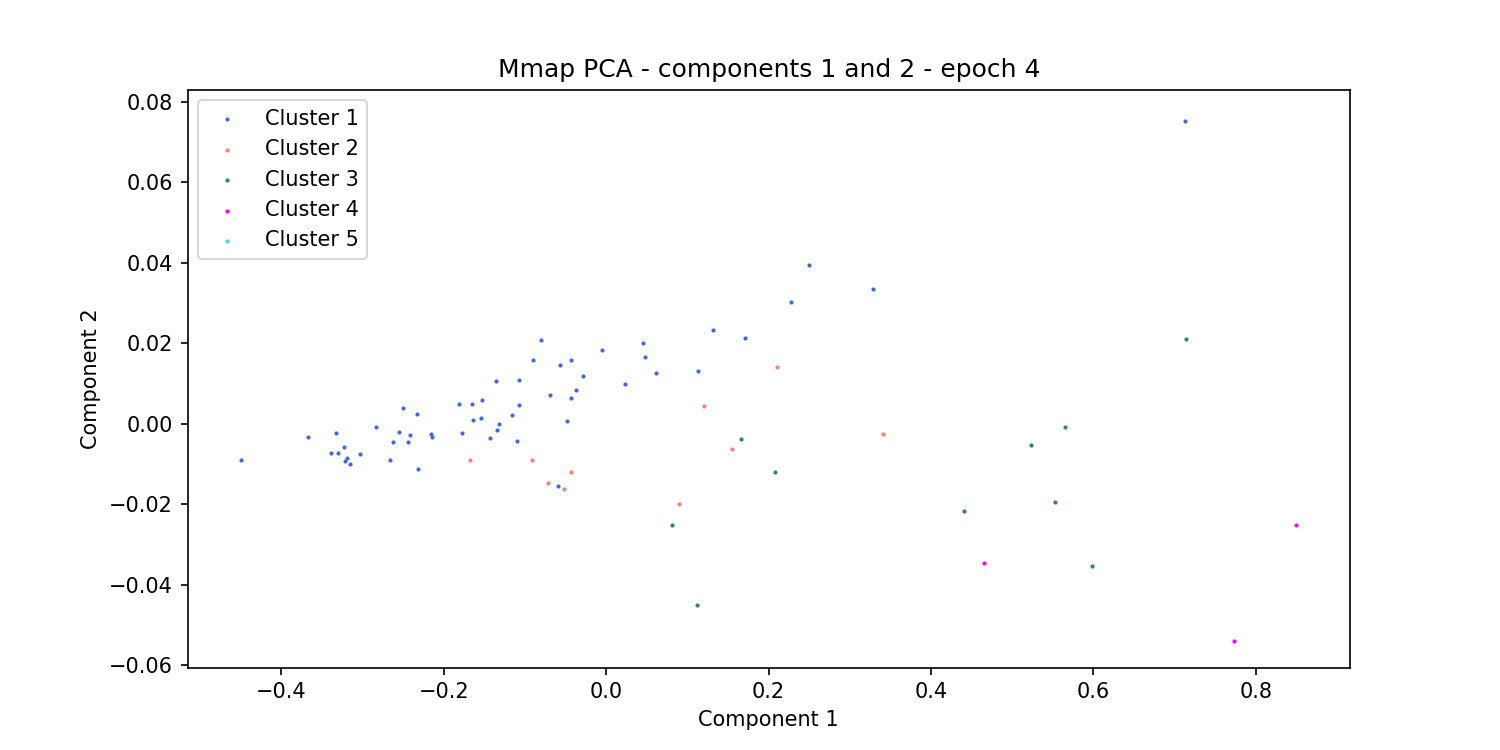 Mmap PCA - components 1 and 2 - epoch 4
Cluster 1
Cluster 2
Cluster 3
Cluster 4
Cluster 5
0.08
0.06
0.04
0.02
0.00
−0.02
−0.04
−0.06
Component 2
−0.4
−0.2
0.0
0.2
0.4
0.6
0.8
Component 1